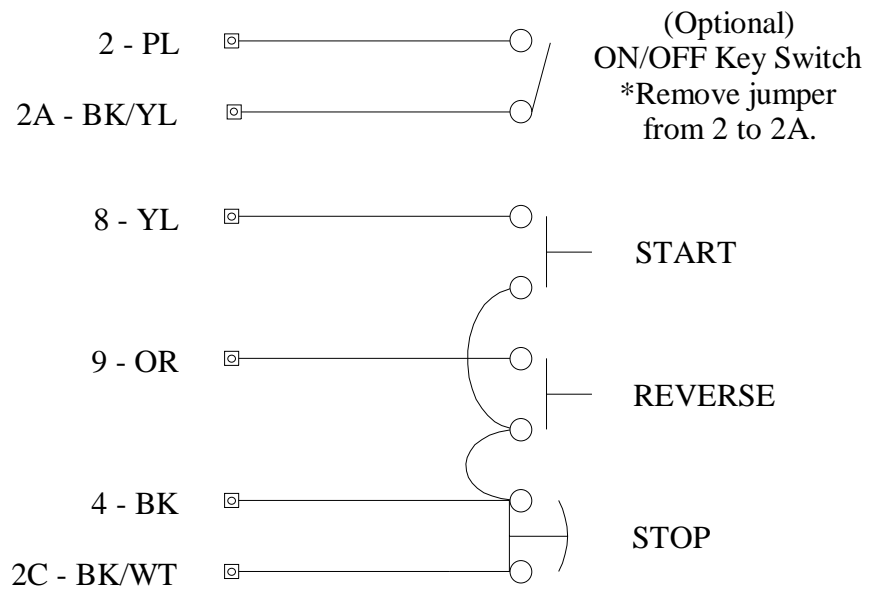 2 - PL
(Optional)
ON/OFF Key Switch
*Remove jumper
from 2 to 2A.
2A - BK/YL
8 - YL
START
9 - OR
REVERSE
4 - BK
STOP
2C - BK/WT